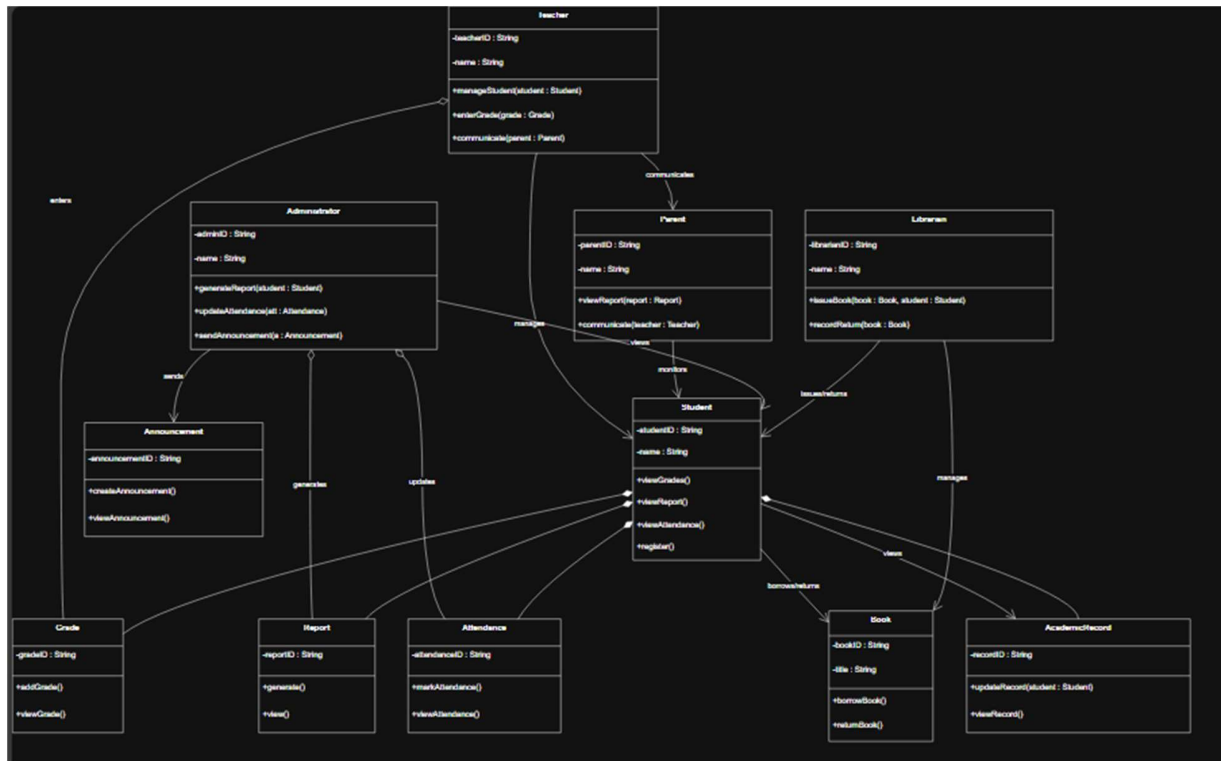 Teacher
-teacherID : String
-name : String
+manageStudent(student : Student)
+enterGrade(grade : Grade)
+communicate(parent : Parent)
communicates
enters
Administrator
-adminID : String
-name : String
+generateReport(student : Student)
+updateAttendance(att : Attendance)
+sendAnnouncement(a : Announcement)
Parent
-parentID : String
-name : String
+viewReport(report : Report)
+communicate(teacher : Teacher)
Librarian
-librarianID : String
-name : String
+issueBook(book : Book, student : Student)
+recordReturn(book : Book)
manages
views
sends
monitors
issues/returns
Announcement
-announcementID : String
+createAnnouncement()
+viewAnnouncement()
Student
-studentID : String
-name : String
+viewGrades()
+viewReport()
+viewAttendance()
+register()
generates
updates
manages
views
borrows/returns
Grade
-gradeID : String
+addGrade()
+viewGrade()
Report
-reportID : String
+generate()
+view()
Attendance
-attendanceID : String
+markAttendance()
+viewAttendance()
Book
-bookID : String
-title : String
+borrowBook()
+returnBook()
AcademicRecord
-recordID : String
+updateRecord(student : Student)
+viewRecord()